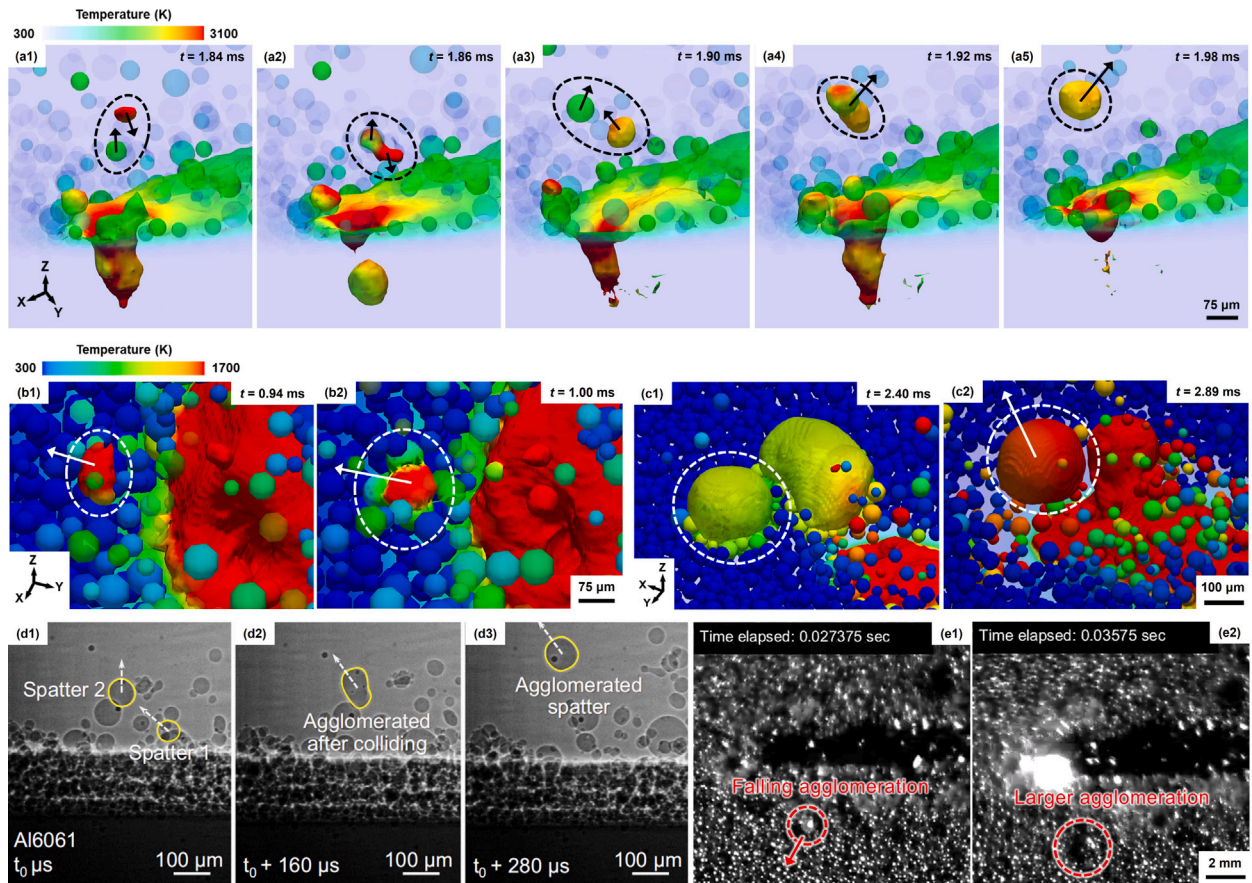 Temperature (K)
300 3100
(a1) t = 1.84 ms
(a2) t = 1.86 ms
(a3) t = 1.90 ms
(a4) t = 1.92 ms
(a5) t = 1.98 ms
Z
X
Y
75 μm
Temperature (K)
300 1700
(b1) t = 0.94 ms
(b2) t = 1.00 ms
(c1) t = 2.40 ms
(c2) t = 2.89 ms
Z
Y
X
75 μm
X
Z
Y
100 μm
(d1)
Spatter 2
Spatter 1
Al6061
t0 μs
100 μm
(d2)
Agglomerated
after colliding
t0 + 160 μs
100 μm
(d3)
Agglomerated
spatter
t0 + 280 μs
100 μm
Time elapsed: 0.027375 sec
(e1)
Falling agglomeration
Time elapsed: 0.03575 sec
(e2)
Larger agglomeration
2 mm